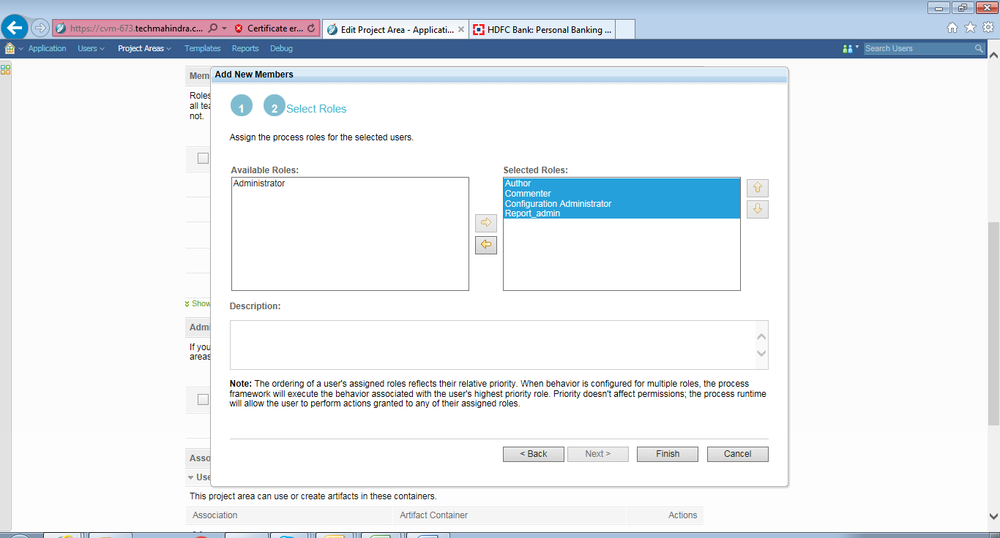 https://cvm-673.techmahindra.c...
Certificate er...
Edit Project Area - Applicati...
HDFC Bank: Personal Banking ...
Application
Users
Project Areas
Templates
Reports
Debug
Search Users
Mem
Roles
all tea
not.
Show
Admi
If you
areas
Asso
Use
Add New Members
1
2
Select Roles
Assign the process roles for the selected users.
Available Roles:
Administrator
Selected Roles:
Author
Commenter
Configuration Administrator
Report_admin
Description:
Note: The ordering of a user's assigned roles reflects their relative priority. When behavior is configured for multiple roles, the process
framework will execute the behavior associated with the user's highest priority role. Priority doesn't affect permissions; the process runtime
will allow the user to perform actions granted to any of their assigned roles.
< Back
Next >
Finish
Cancel
This project area can use or create artifacts in these containers.
Association
Artifact Container
Actions